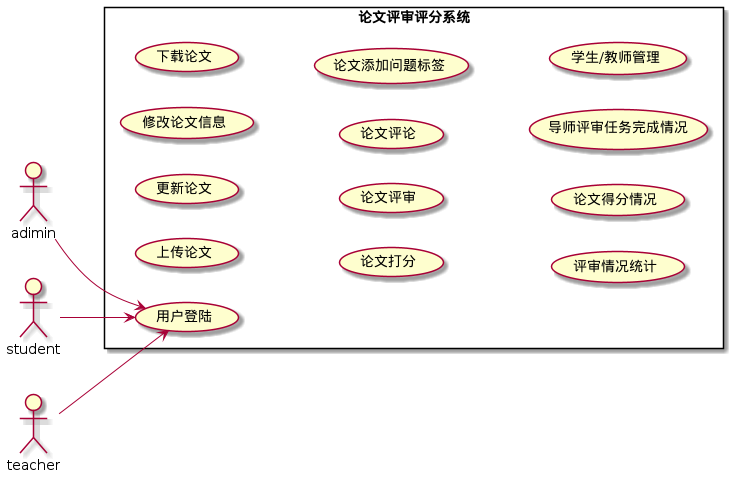 论文评审评分系统
下载论文
论文添加问题标签
学生/教师管理
修改论文信息
论文评论
导师评审任务完成情况
更新论文
论文评审
论文得分情况
adimin
上传论文
论文打分
评审情况统计
用户登陆
student
teacher